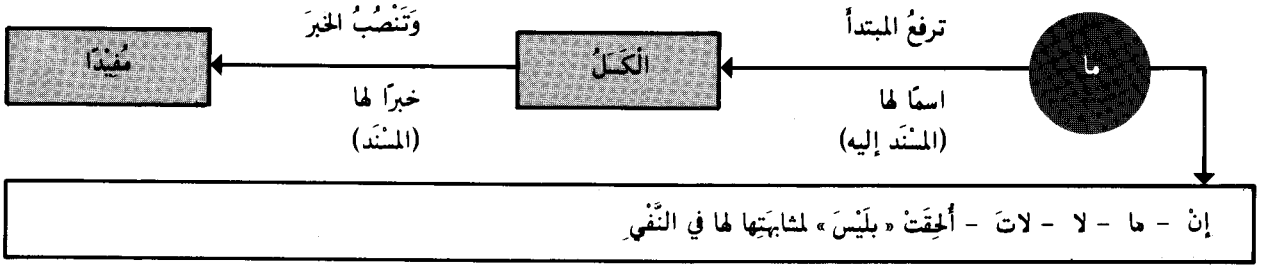 ترفعُ المبتدأَ
وَتَنْصُبُ الخبرَ
ما
الْكَسَلُ
مُفِيْدًا
اسمًا لها
خبرًا لها
(المسْنَد إليه)
(المسْنَد)
إنْ - ما - لا - لاتَ - أُلحِقَتْ «بلَيْسَ» لمشابهَتِها لها في النَّفْيِ